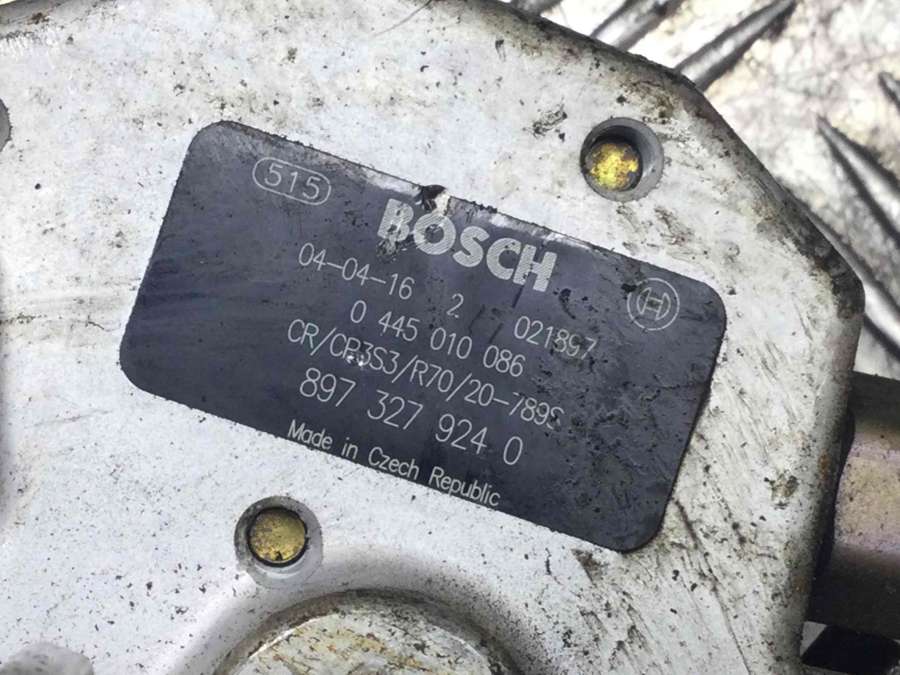 515
BOSCH
04-04-16 2 021897
0 445 010 086
CR/CP3S3/R70/20-789S
897 327 924 0
Made in Czech Republic